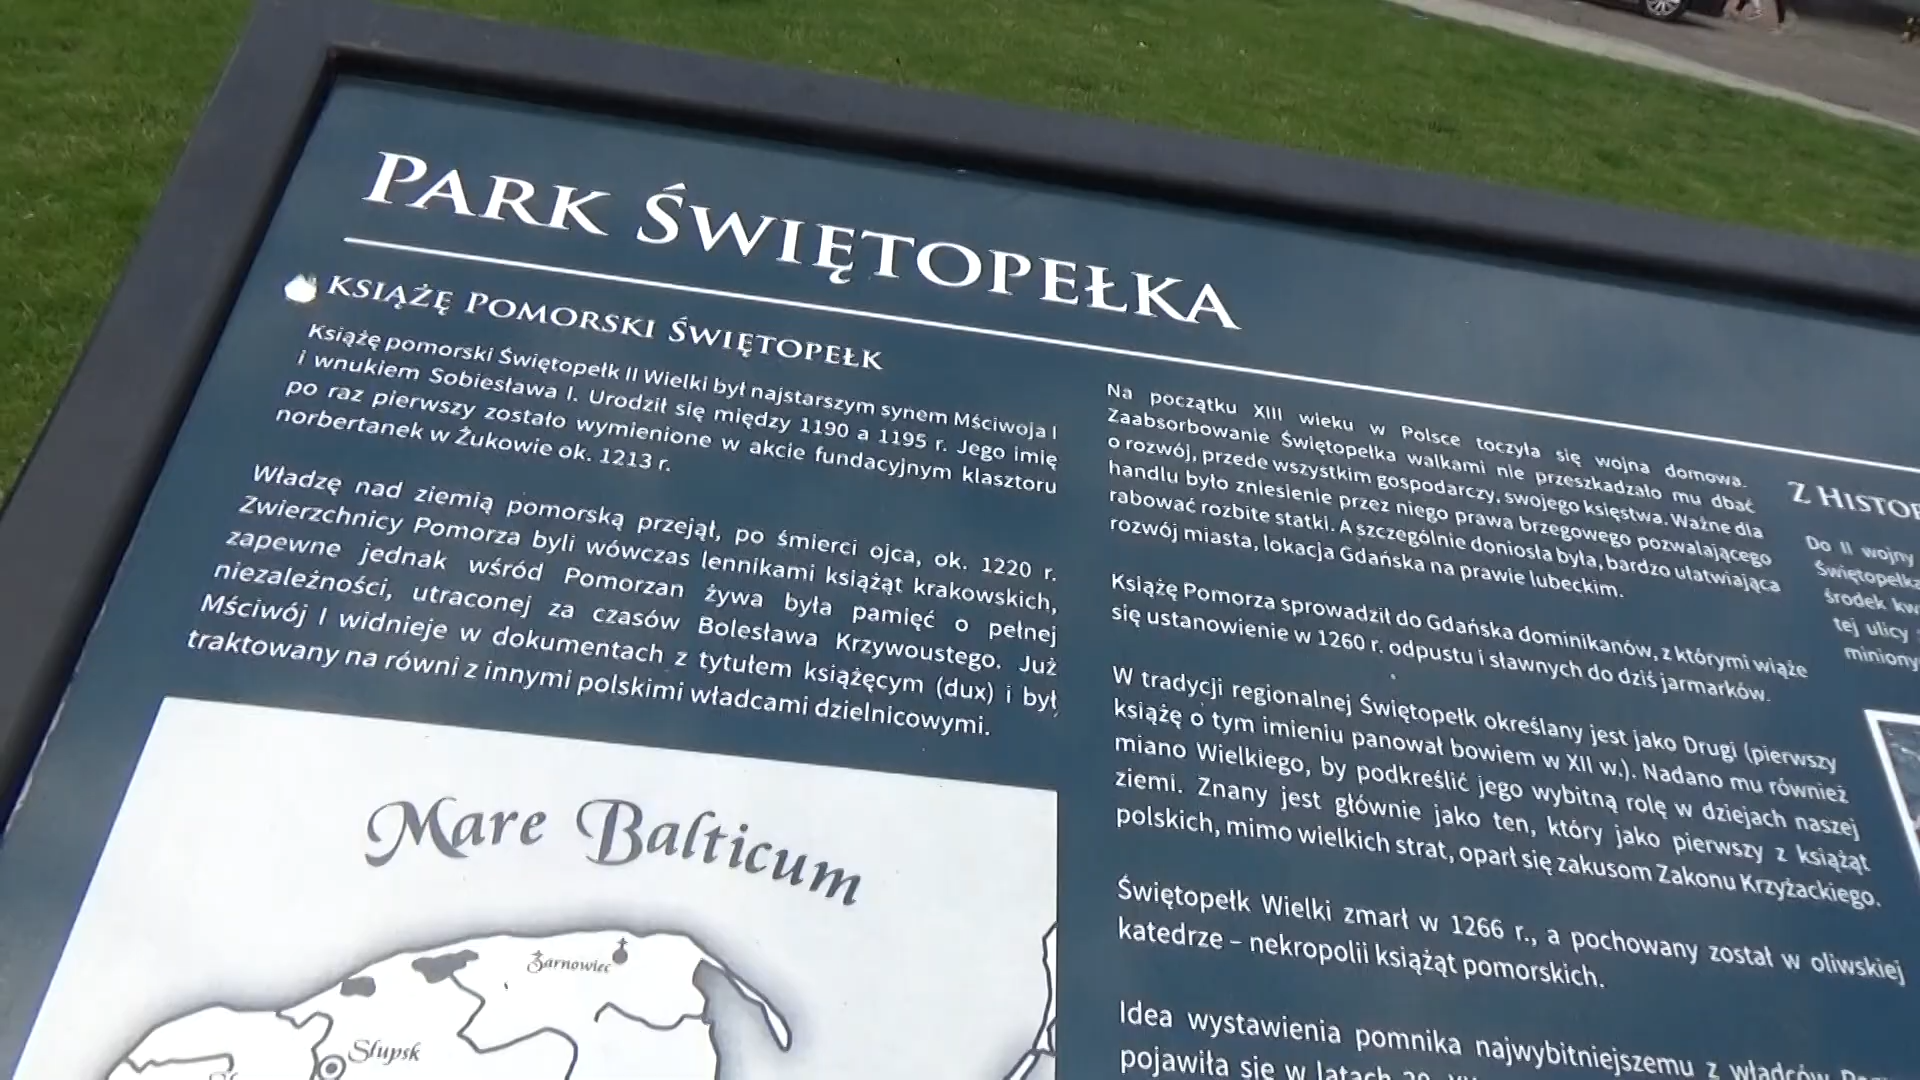 PARK ŚWIĘTOPEŁKA
KSIĄŻĘ POMORSKI ŚWIĘTOPEŁK
Książę pomorski Świętopełk II Wielki był najstarszym synem Mściwoja I
i wnukiem Sobiesława I. Urodził się między 1190 a 1195 r. Jego imię
po raz pierwszy zostało wymienione w akcie fundacyjnym klasztoru
norbertanek w Żukowie ok. 1213 r.
Władzę nad ziemią pomorską przejął, po śmierci ojca, ok. 1220 r.
Zwierzchnicy Pomorza byli wówczas lennikami książąt krakowskich,
zapewne jednak wśród Pomorzan żywa była pamięć o pełnej
niezależności, utraconej za czasów Bolesława Krzywoustego. Już
Mściwój I widnieje w dokumentach z tytułem książęcym (dux) i był
traktowany na równi z innymi polskimi władcami dzielnicowymi.
Mare Balticum
Żarnowiec
Słupsk
Na początku XIII wieku w Polsce toczyła się wojna domowa.
Zaabsorbowanie Świętopełka walkami nie przeszkadzało mu dbać
o rozwój, przede wszystkim gospodarczy, swojego księstwa. Ważne dla
handlu było zniesienie przez niego prawa brzegowego pozwalającego
rabować rozbite statki. A szczególnie doniosła była, bardzo ułatwiająca
rozwój miasta, lokacja Gdańska na prawie lubeckim.
Książę Pomorza sprowadził do Gdańska dominikanów, z którymi wiąże
się ustanowienie w 1260 r. odpustu i sławnych do dziś jarmarków.
W tradycji regionalnej Świętopełk określany jest jako Drugi (pierwszy
książę o tym imieniu panował bowiem w XII w.). Nadano mu również
miano Wielkiego, by podkreślić jego wybitną rolę w dziejach naszej
ziemi. Znany jest głównie jako ten, który jako pierwszy z książąt
polskich, mimo wielkich strat, oparł się zakusom Zakonu Krzyżackiego.
Świętopełk Wielki zmarł w 1266 r., a pochowany został w oliwskiej
katedrze – nekropolii książąt pomorskich.
Idea wystawienia pomnika najwybitniejszemu z władców
pojawiła się w latach
Z HISTOR
Do II wojny
Świętopełka
środek
tej ulicy
miniony